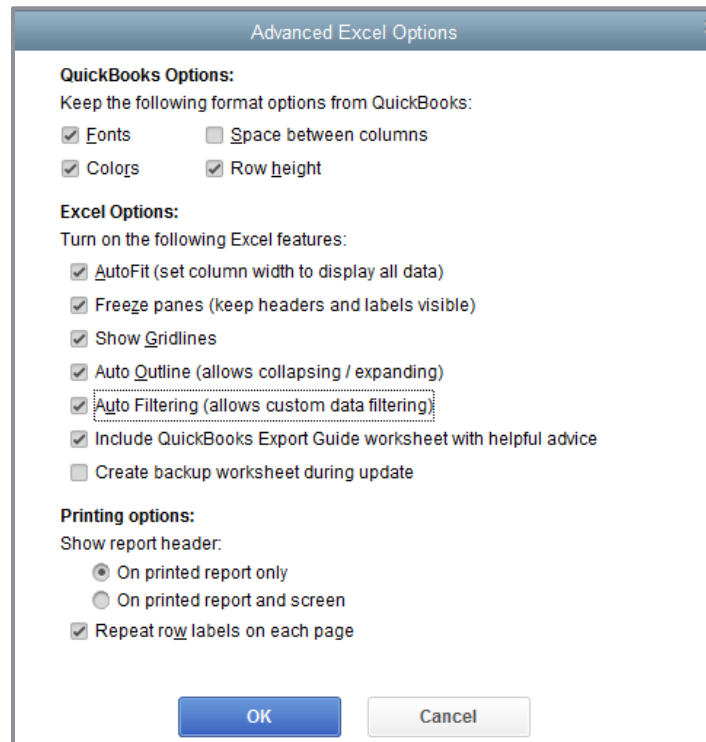 Advanced Excel Options
QuickBooks Options:
Keep the following format options from QuickBooks:
Fonts Space between columns
Colors Row height
Excel Options:
Turn on the following Excel features:
AutoFit (set column width to display all data)
Freeze panes (keep headers and labels visible)
Show Gridlines
Auto Outline (allows collapsing / expanding)
Auto Filtering (allows custom data filtering)
Include QuickBooks Export Guide worksheet with helpful advice
Create backup worksheet during update
Printing options:
Show report header:
On printed report only
On printed report and screen
Repeat row labels on each page
OK Cancel